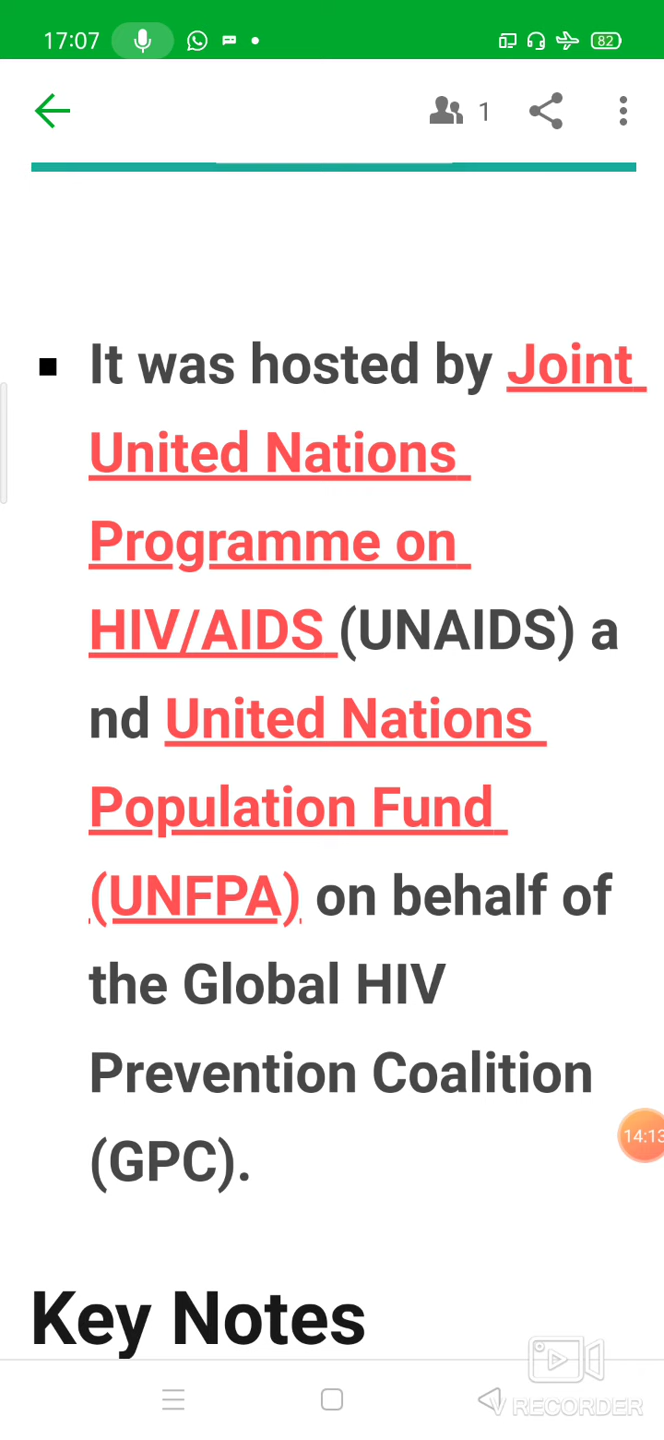 17:07
82
1
▪ It was hosted by Joint
United Nations
Programme on
HIV/AIDS (UNAIDS) a
nd United Nations
Population Fund
(UNFPA) on behalf of
the Global HIV
Prevention Coalition
(GPC).
14:13
Key Notes
V RECORDER